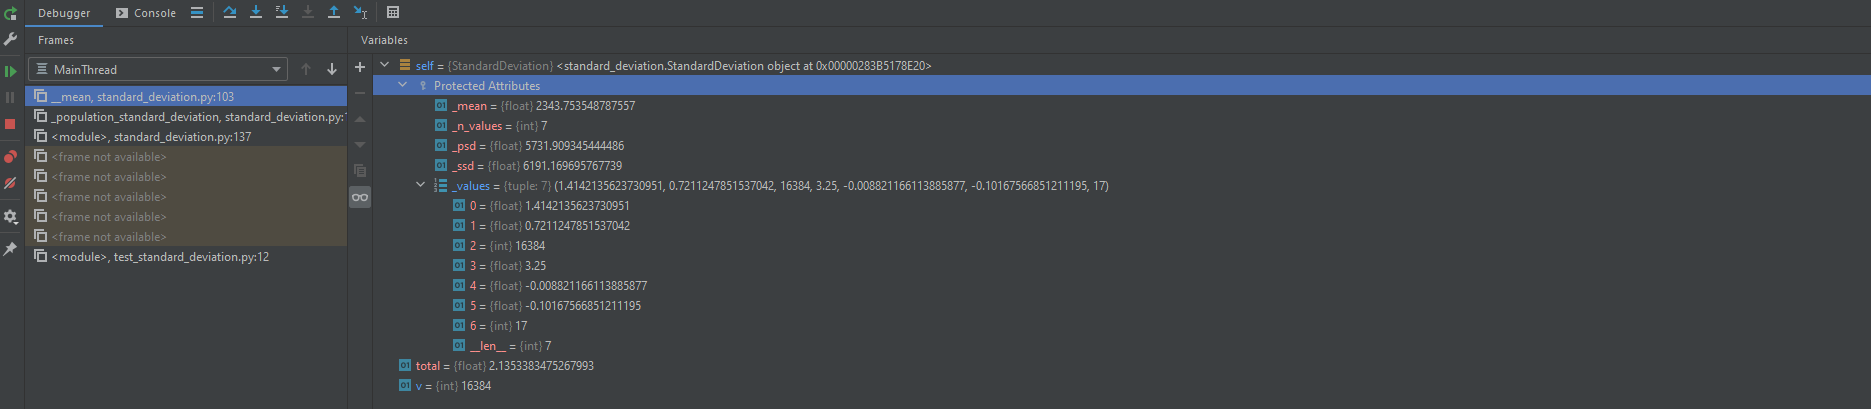 Debugger Console
Frames
Variables
MainThread
__mean, standard_deviation.py:103
_population_standard_deviation, standard_deviation.py:
<module>, standard_deviation.py:137
<frame not available>
<frame not available>
<frame not available>
<frame not available>
<frame not available>
<module>, test_standard_deviation.py:12
self = {StandardDeviation} <standard_deviation.StandardDeviation object at 0x00000283B5178E20>
Protected Attributes
_mean = {float} 2343.753548787557
_n_values = {int} 7
_psd = {float} 5731.909345444486
_ssd = {float} 6191.169695767739
_values = {tuple: 7} (1.4142135623730951, 0.7211247851537042, 16384, 3.25, -0.008821166113885877, -0.10167566851211195, 17)
0 = {float} 1.4142135623730951
1 = {float} 0.7211247851537042
2 = {int} 16384
3 = {float} 3.25
4 = {float} -0.008821166113885877
5 = {float} -0.10167566851211195
6 = {int} 17
__len__ = {int} 7
total = {float} 2.1353383475267993
v = {int} 16384